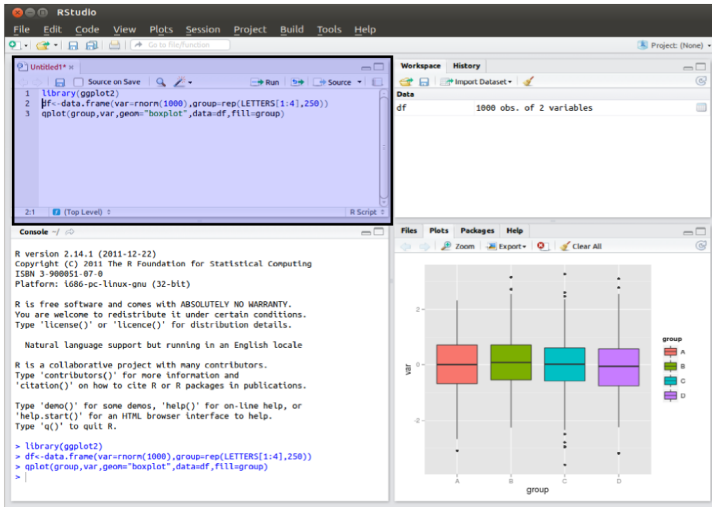 RStudio
File Edit Code View Plots Session Project Build Tools Help
Go to file/function
Project: (None)
Untitled1*
Source on Save
Run
Source
1 library(ggplot2)
2 df<-data.frame(var=rnorm(1000),group=rep(LETTERS[1:4],250))
3 qplot(group,var,geom="boxplot",data=df,fill=group)
2:1 (Top Level) R Script
Console ~/
R version 2.14.1 (2011-12-22)
Copyright (C) 2011 The R Foundation for Statistical Computing
ISBN 3-900051-07-0
Platform: i686-pc-linux-gnu (32-bit)
R is free software and comes with ABSOLUTELY NO WARRANTY.
You are welcome to redistribute it under certain conditions.
Type 'license()' or 'licence()' for distribution details.
Natural language support but running in an English locale
R is a collaborative project with many contributors.
Type 'contributors()' for more information and
'citation()' on how to cite R or R packages in publications.
Type 'demo()' for some demos, 'help()' for on-line help, or
'help.start()' for an HTML browser interface to help.
Type 'q()' to quit R.
> library(ggplot2)
> df<-data.frame(var=rnorm(1000),group=rep(LETTERS[1:4],250))
> qplot(group,var,geom="boxplot",data=df,fill=group)
>
Workspace History
Import Dataset
Data
df 1000 obs. of 2 variables
Files Plots Packages Help
Zoom Export Clear All
2
0
-2
var
A B C D
group
group
A
B
C
D